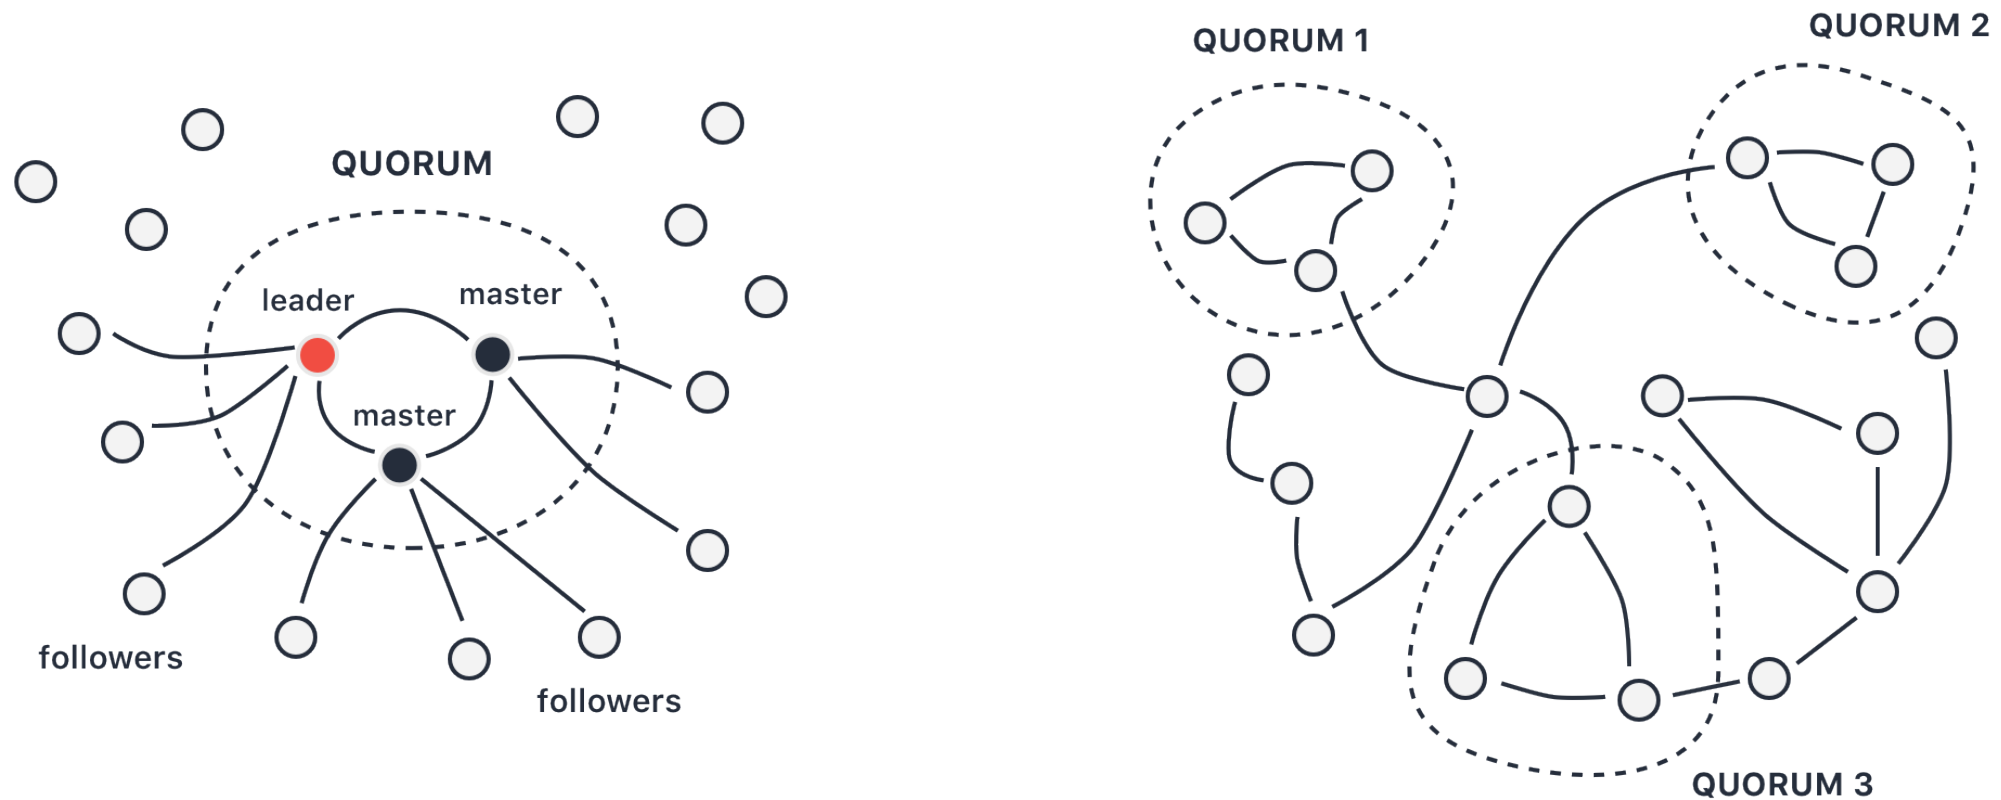 QUORUM
leader
master
master
followers
followers
QUORUM 1
QUORUM 2
QUORUM 3